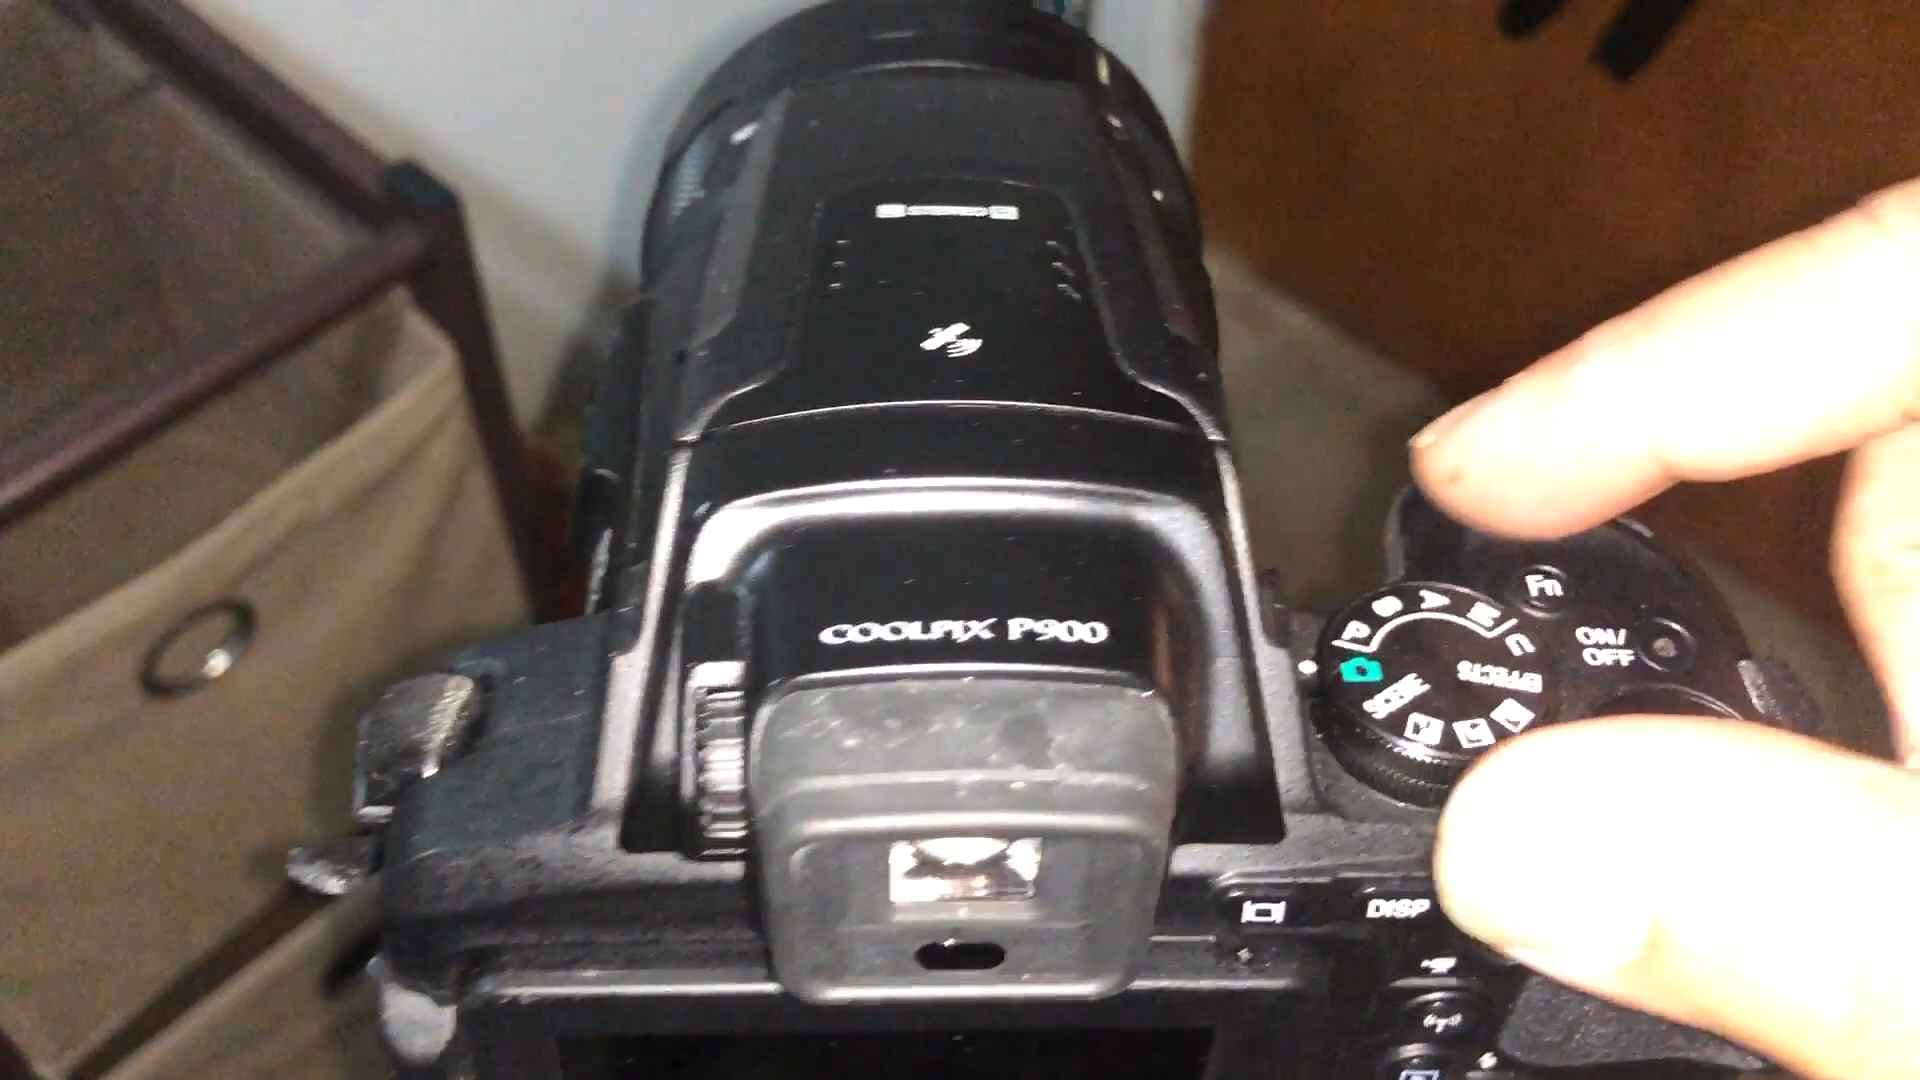 COOLPIX P900
Fn
ON/
OFF
P
A
M
U
EFFECTS
DISP